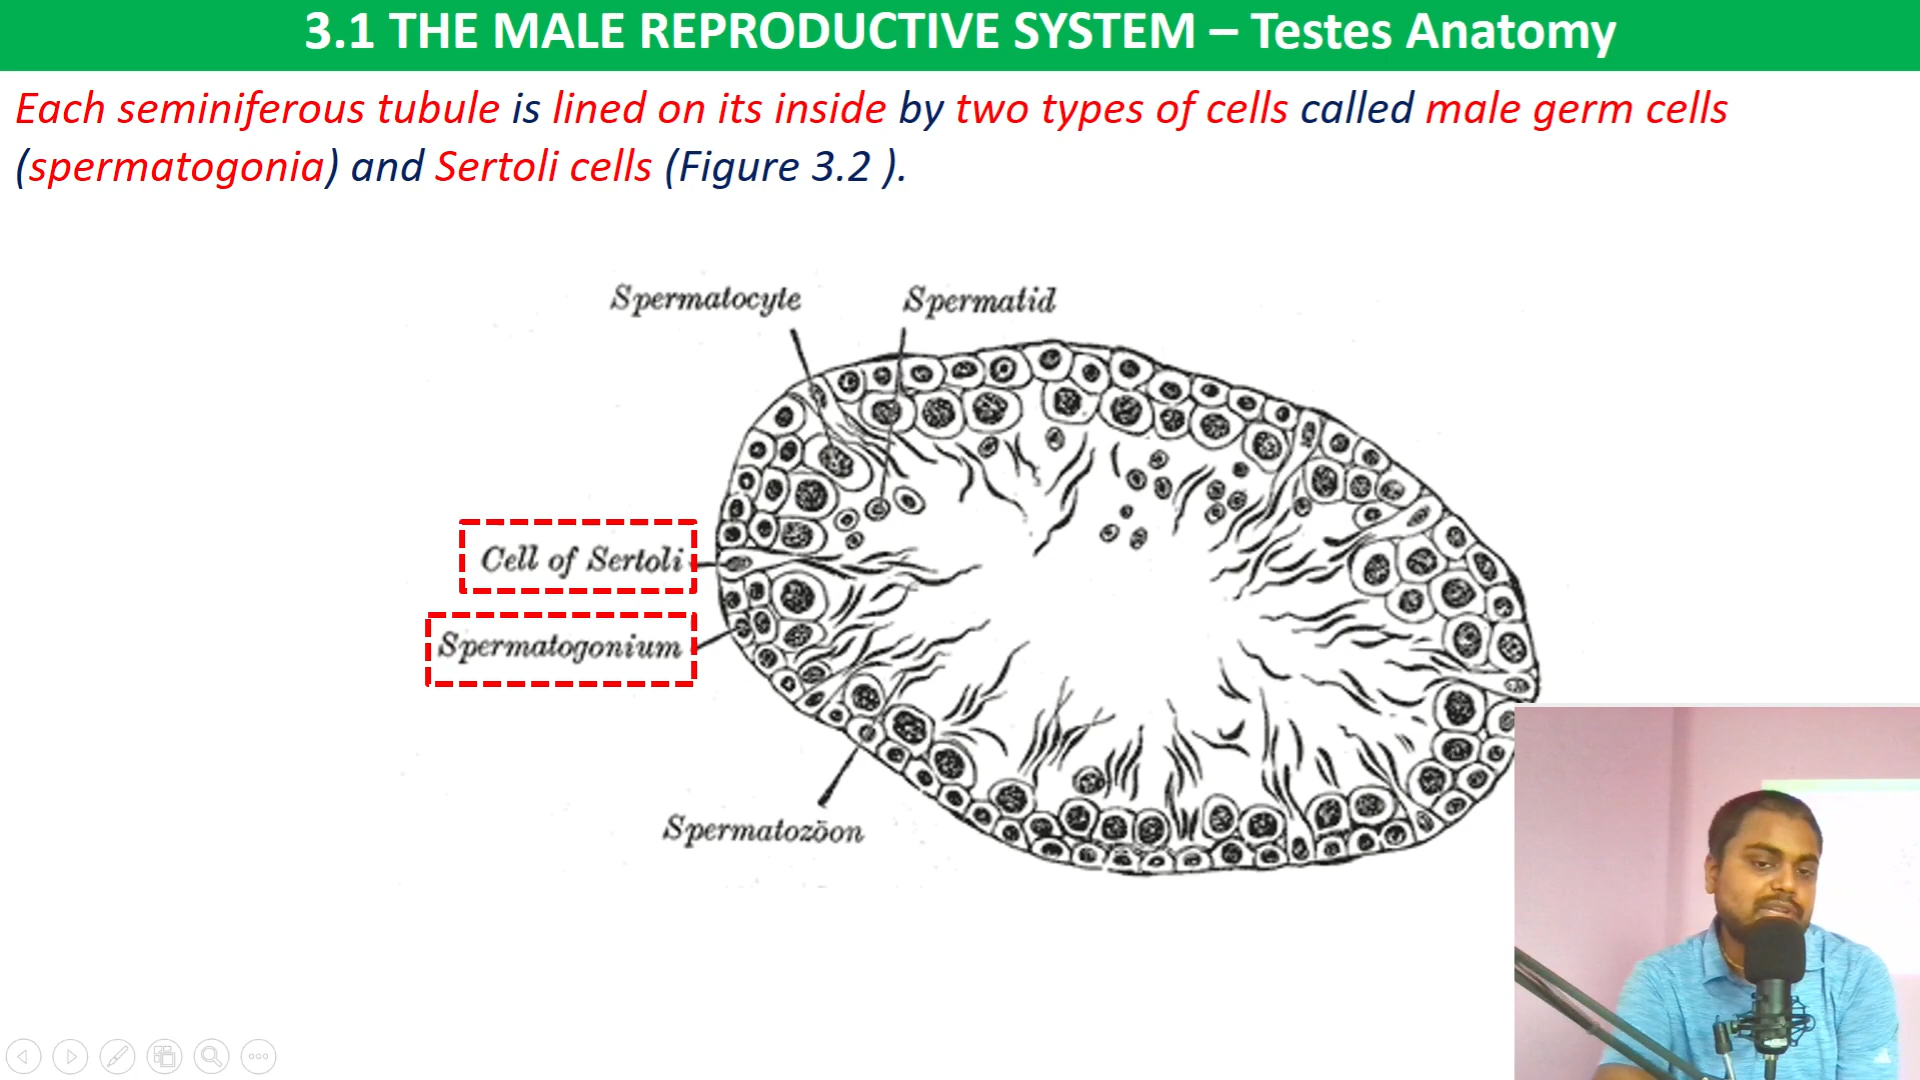 3.1 THE MALE REPRODUCTIVE SYSTEM – Testes Anatomy
Each seminiferous tubule is lined on its inside by two types of cells called male germ cells
(spermatogonia) and Sertoli cells (Figure 3.2 ).
Spermatocyte
Spermatid
Cell of Sertoli
Spermatogonium
Spermatozōon